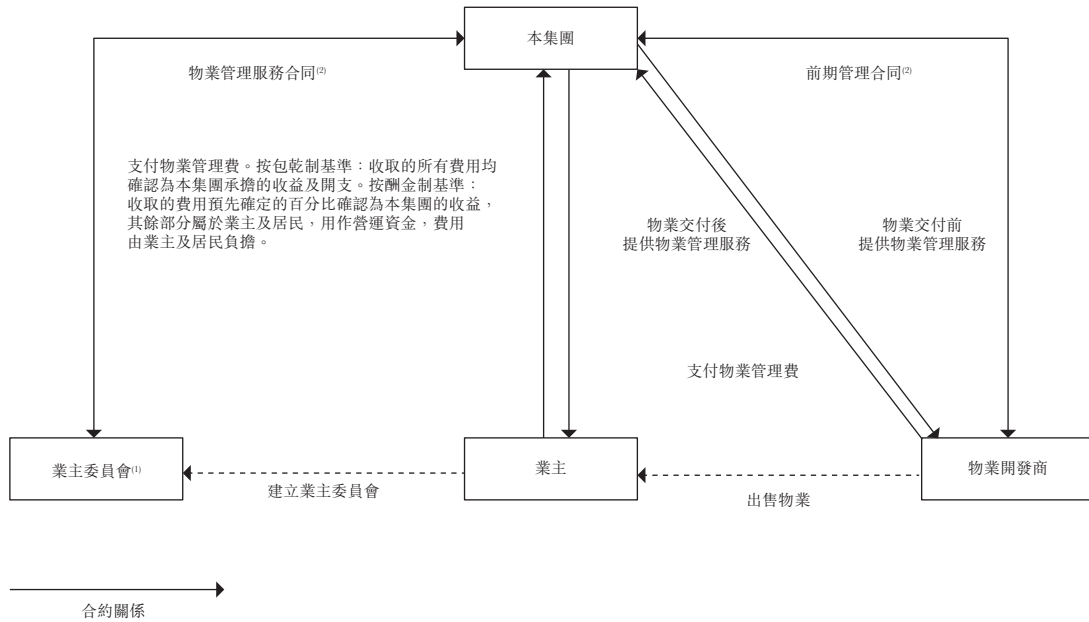 本集團
物業管理服務合同⁽²⁾
前期管理合同⁽²⁾
支付物業管理費。按包乾制基準：收取的所有費用均
確認為本集團承擔的收益及開支。按酬金制基準：
收取的費用預先確定的百分比確認為本集團的收益，
其餘部分屬於業主及居民，用作營運資金，費用
由業主及居民負擔。
物業交付後
提供物業管理服務
物業交付前
提供物業管理服務
支付物業管理費
業主委員會⁽¹⁾
建立業主委員會
業主
出售物業
物業開發商
合約關係